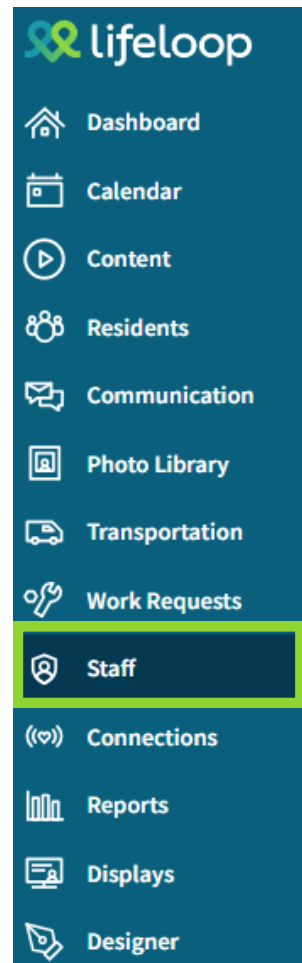 lifeloop
Dashboard
Calendar
Content
Residents
Communication
Photo Library
Transportation
Work Requests
Staff
Connections
Reports
Displays
Designer